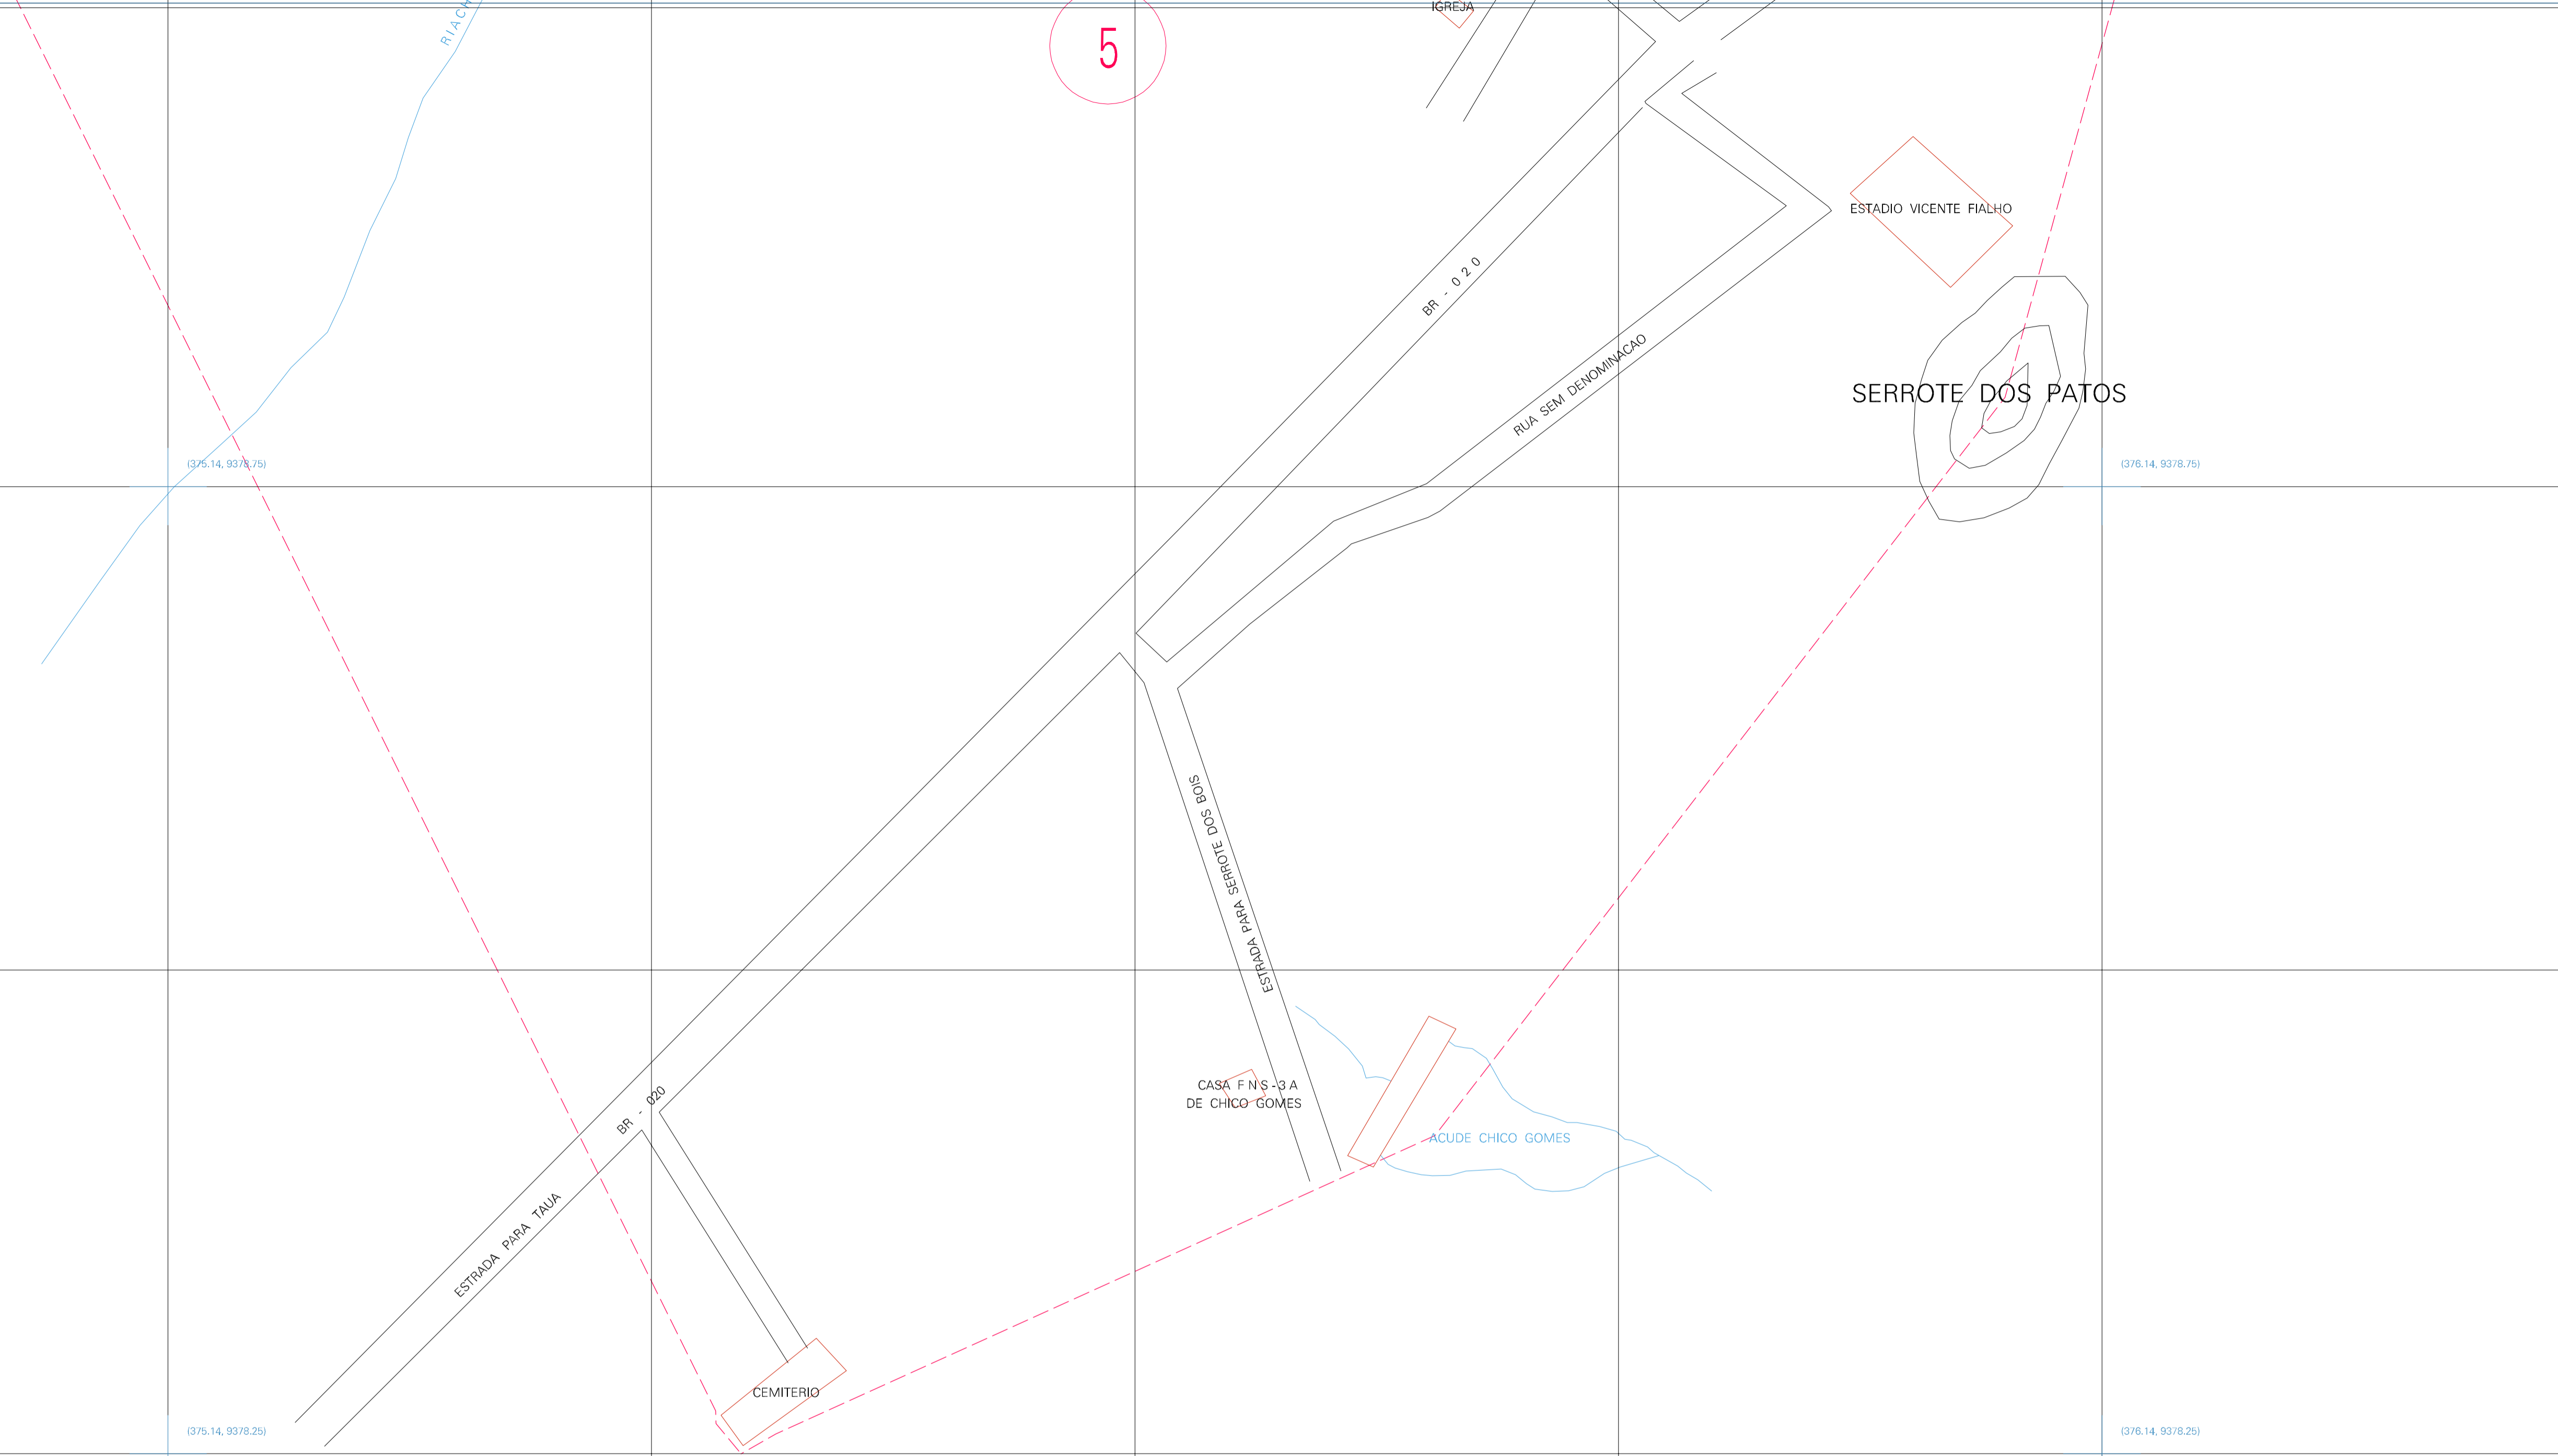 IGREJA
RIACH
5
ESTADIO VICENTE FIALHO
BR - 0 2 0
RUA SEM DENOMINACAO
SERROTE DOS PATOS
(375.14, 9378.75)
(376.14, 9378.75)
ESTRADA PARA SERROTE DOS BOIS
CASA F N S - 3 A
DE CHICO GOMES
BR - 020
ACUDE CHICO GOMES
ESTRADA PARA TAUA
CEMITERIO
(375.14, 9378.25)
(376.14, 9378.25)